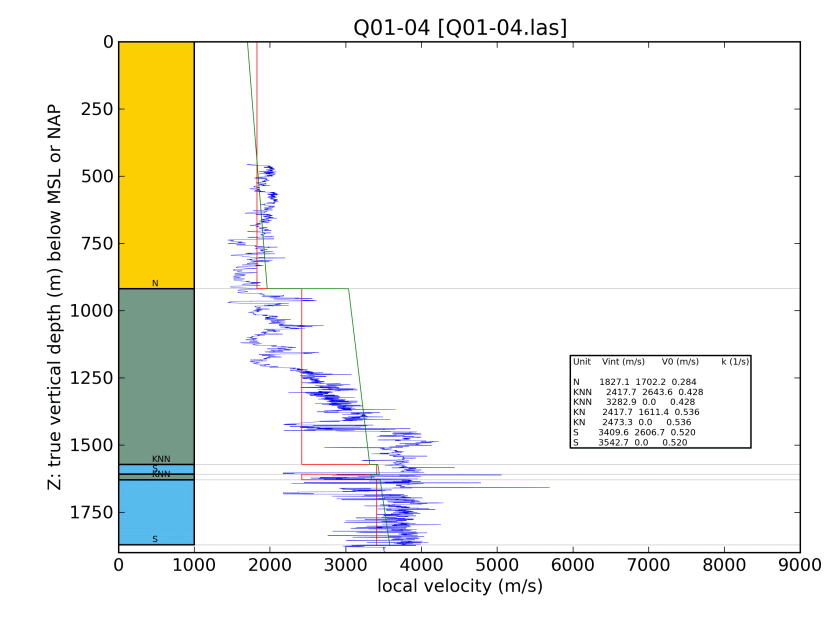 Q01-04 [Q01-04.las]
0
250
500
750
1000
1250
1500
1750
Z: true vertical depth (m) below MSL or NAP
N
KNN
S
KNN
S
Unit Vint (m/s) V0 (m/s) k (1/s)
N 1827.1 1702.2 0.284
KNN 2417.7 2643.6 0.428
KNN 3282.9 0.0 0.428
KN 2417.7 1611.4 0.536
KN 2473.3 0.0 0.536
S 3409.6 2606.7 0.520
S 3542.7 0.0 0.520
0 1000 2000 3000 4000 5000 6000 7000 8000 9000
local velocity (m/s)